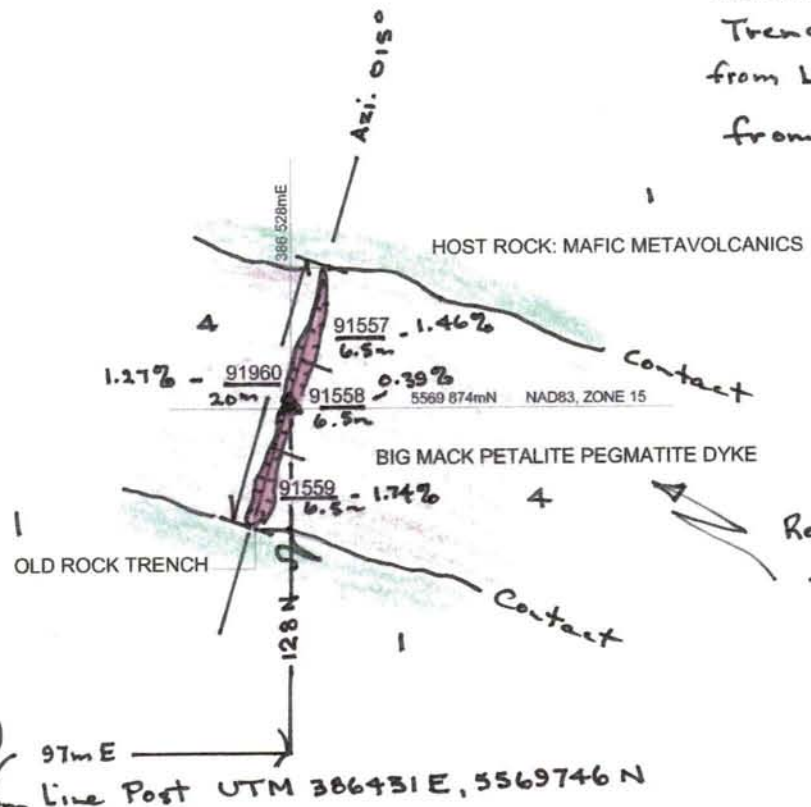 Azi. 015°
from
386 528mE
HOST ROCK: MAFIC METAVOLCANICS
1
4
91557 - 1.46%
6.5m
Contact
1.27% - 91960
20m
91558 - 0.39%
6.5m
5569 874mN NAD83, ZONE 15
BIG MACK PETALITE PEGMATITE DYKE
91559 - 1.74%
6.5m
4
1
OLD ROCK TRENCH
Contact
128 N
1
97m E
Line Post UTM 386431E, 5569746 N